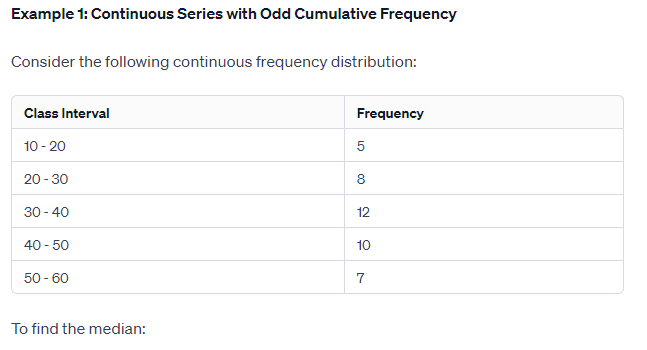 Example 1: Continuous Series with Odd Cumulative Frequency
Consider the following continuous frequency distribution:
Class Interval Frequency
10 - 20 5
20 - 30 8
30 - 40 12
40 - 50 10
50 - 60 7
To find the median: